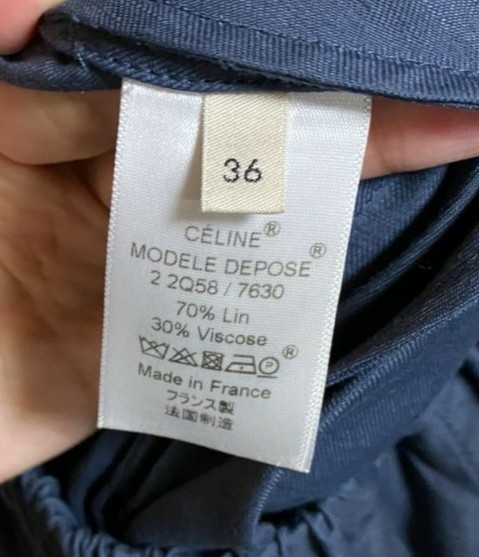 36
CÉLINE®
MODELE DEPOSE®
2 2Q58 / 7630
70% Lin
30% Viscose
P ®
Made in France
フランス製
法国制造